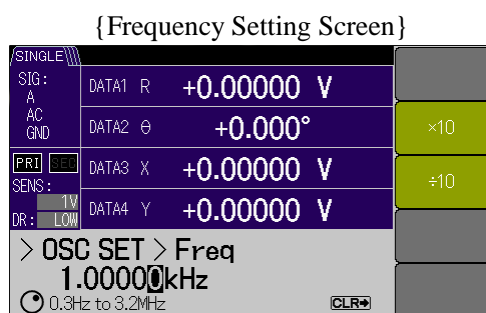 {Frequency Setting Screen}
SINGLE
SIG:
A
AC
GND
DATA1 R +0.00000 V
DATA2 θ +0.000°
DATA3 X +0.00000 V
DATA4 Y +0.00000 V
PRI SEC
SENS:
1V
DR: LOW
×10
÷10
> OSC SET > Freq
1.00000kHz
0.3Hz to 3.2MHz
CLR→